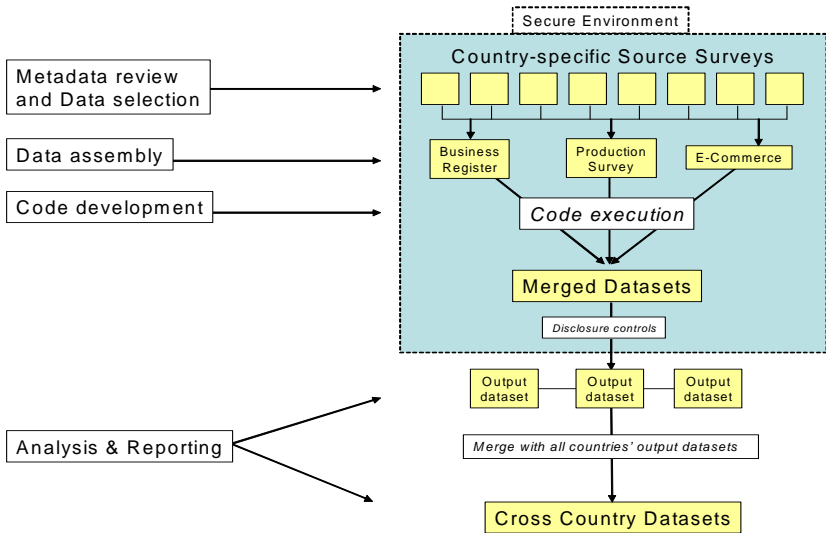 Secure Environment
Country-specific Source Surveys
Metadata review
and Data selection
Data assembly
Business
Register
Production
Survey
E-Commerce
Code development
Code execution
Merged Datasets
Disclosure controls
Output
dataset
Output
dataset
Output
dataset
Analysis & Reporting
Merge with all countries' output datasets
Cross Country Datasets